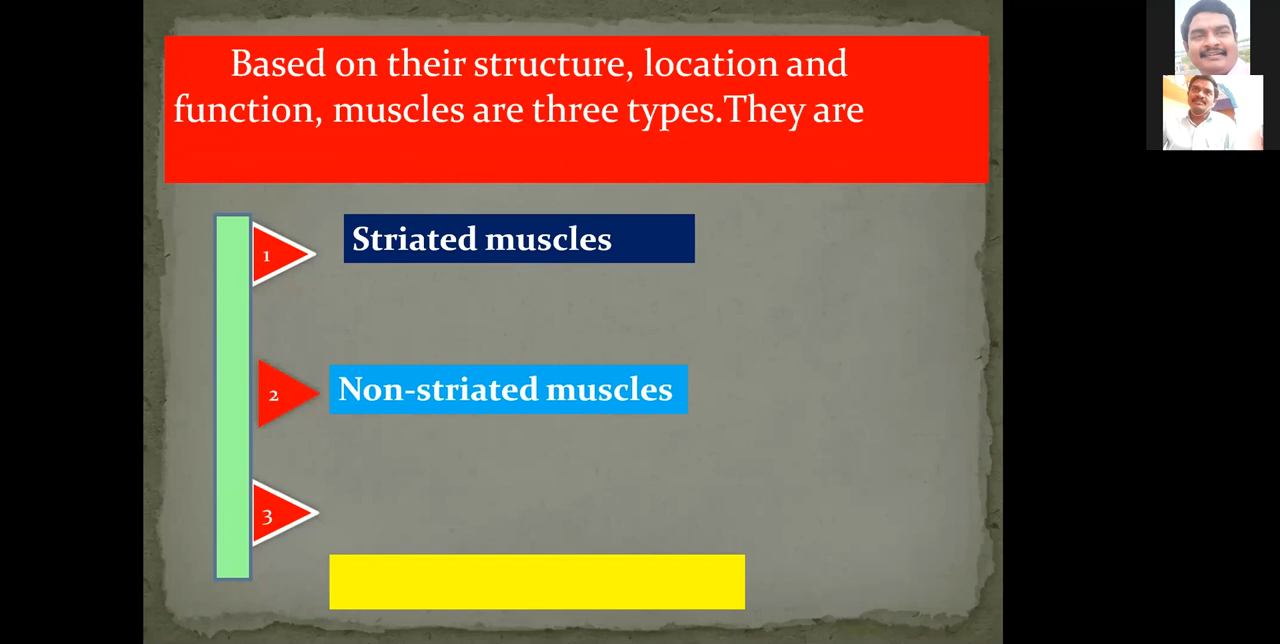 Based on their structure, location and
function, muscles are three types.They are
1
Striated muscles
2
Non-striated muscles
3